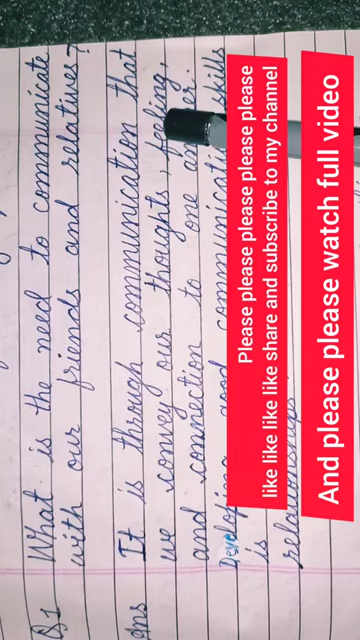 Q1 What is the need to communicate
with our friends and relatives?
Ans It is through communication that
we convey our thoughts, feeling,
and connection to one another.
Developing good communication skills
is
relationships
Please please please please please please
like like like like share and subscribe to my channel
And please please watch full video